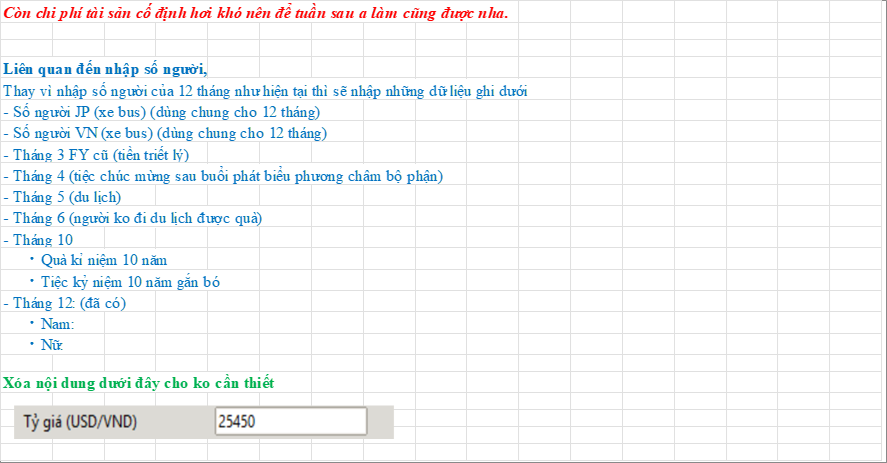 Còn chi phí tài sản cố định hơi khó nên để tuần sau a làm cũng được nha.
Liên quan đến nhập số người,
Thay vì nhập số người của 12 tháng như hiện tại thì sẽ nhập những dữ liệu ghi dưới
- Số người JP (xe bus) (dùng chung cho 12 tháng)
- Số người VN (xe bus) (dùng chung cho 12 tháng)
- Tháng 3 FY cũ (tiền triết lý)
- Tháng 4 (tiệc chúc mừng sau buổi phát biểu phương châm bộ phận)
- Tháng 5 (du lịch)
- Tháng 6 (người ko đi du lịch được quà)
- Tháng 10
・Quà kỉ niệm 10 năm
・Tiệc kỷ niệm 10 năm gắn bó
- Tháng 12: (đã có)
・Nam:
・Nữ:
Xóa nội dung dưới đây cho ko cần thiết
Tỷ giá (USD/VND) 25450